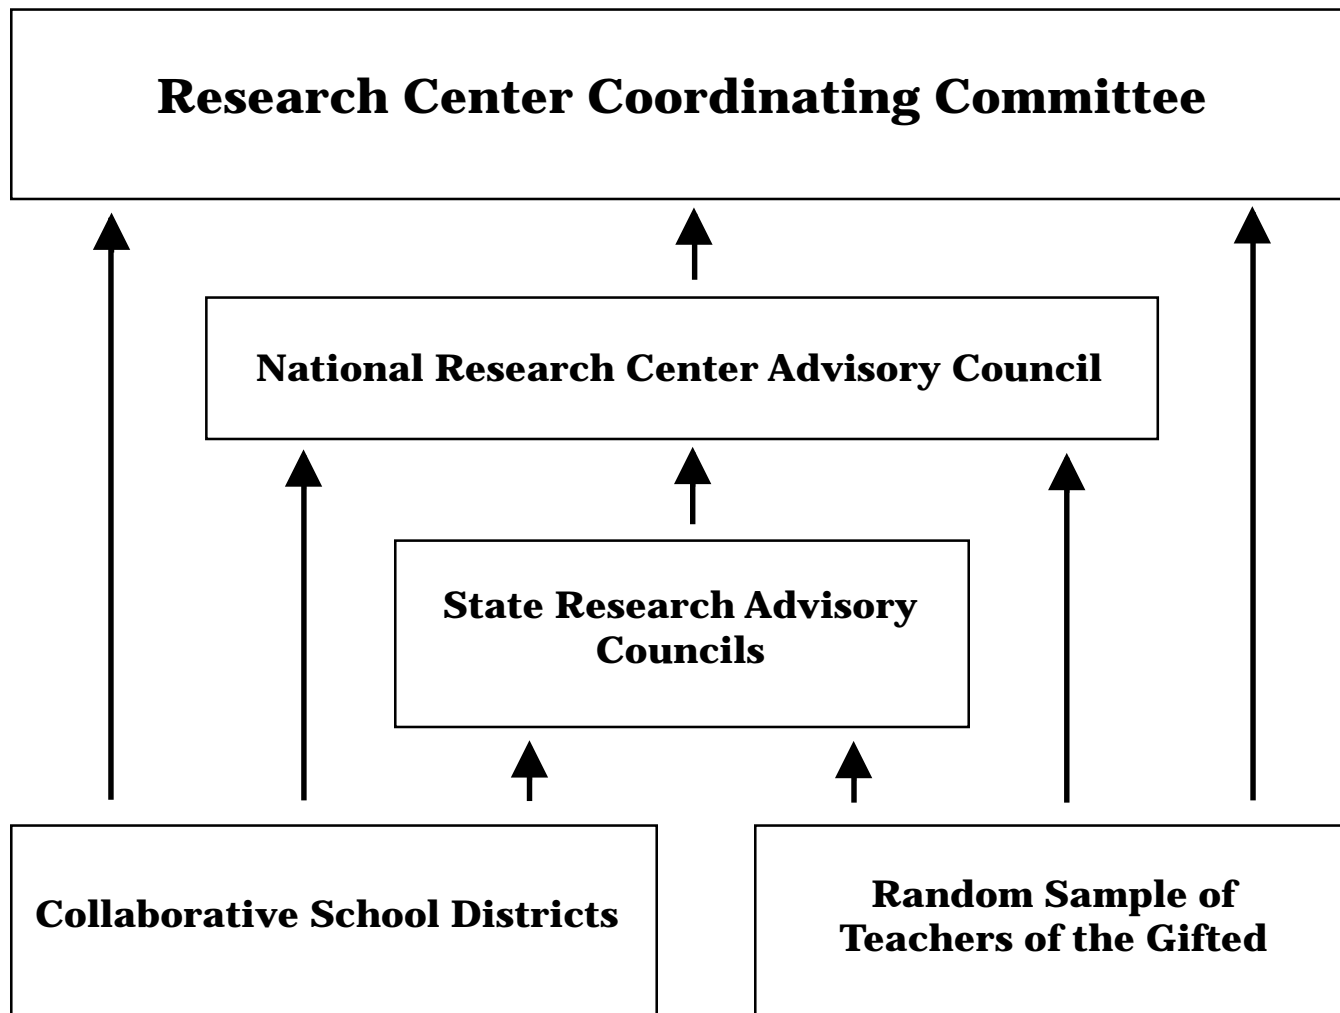 Research Center Coordinating Committee
National Research Center Advisory Council
State Research Advisory
Councils
Collaborative School Districts
Random Sample of
Teachers of the Gifted